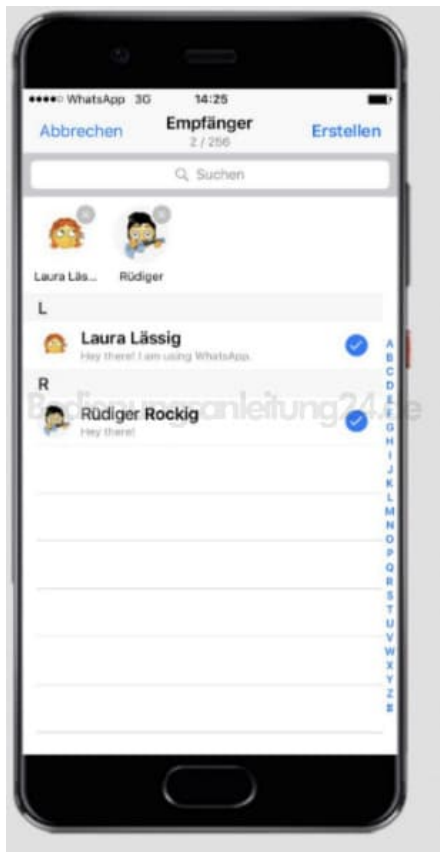 WhatsApp 3G 14:25
Abbrechen Empfänger Erstellen
2 / 256
Suchen
Laura Läs... Rüdiger
L
Laura Lässig
Hey there! I am using WhatsApp.
R
Rüdiger Rockig
Hey there!
Bedienungsanleitung24.de
A
B
C
D
E
F
G
H
I
J
K
L
M
N
O
P
Q
R
S
T
U
V
W
X
Y
Z
#